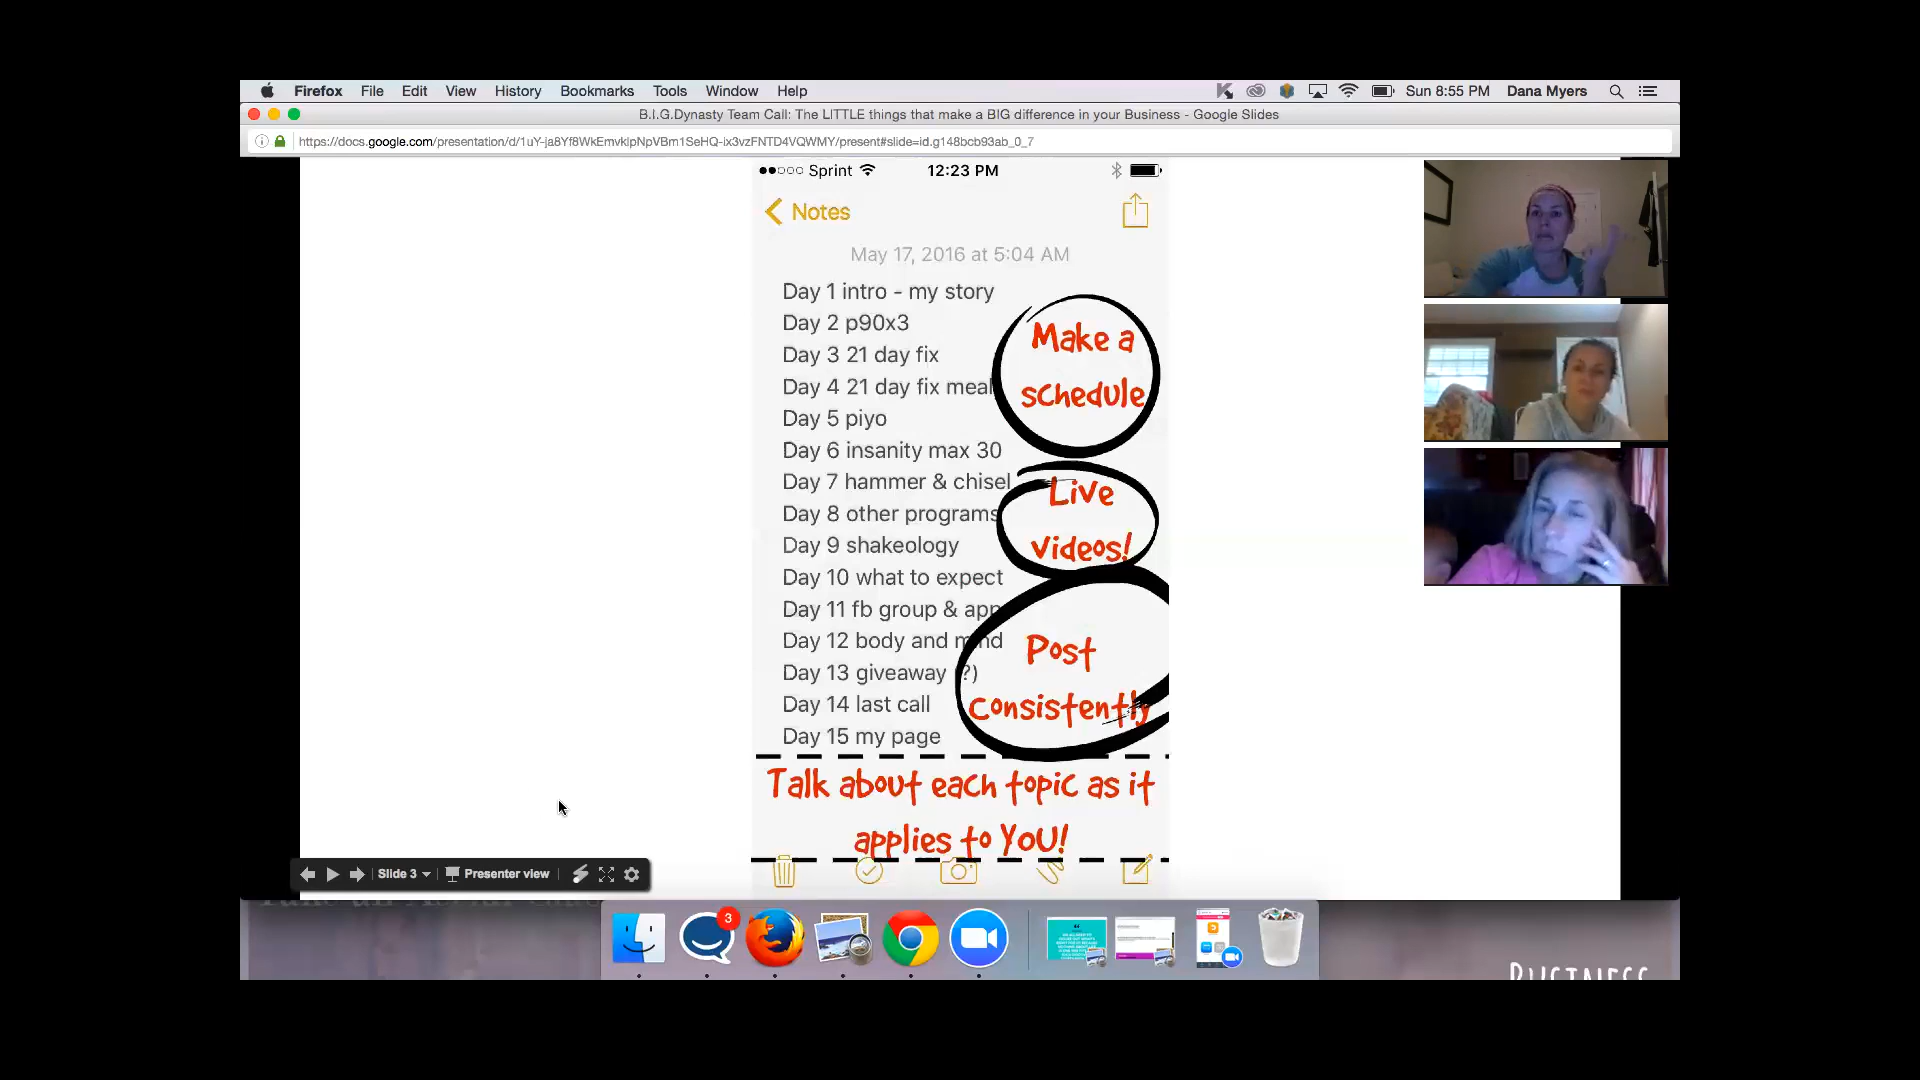 Firefox File Edit View History Bookmarks Tools Window Help Sun 8:55 PM Dana Myers
B.I.G.Dynasty Team Call: The LITTLE things that make a BIG difference in your Business - Google Slides
https://docs.google.com/presentation/d/1uY-ja8Yf8WkEmvklpNpVBm1SeHQ-ix3vzFNTD4VQWMY/present#slide=id.g148bcb93ab_0_7
Sprint 12:23 PM
Notes
May 17, 2016 at 5:04 AM
Day 1 intro - my story
Day 2 p90x3
Day 3 21 day fix
Day 4 21 day fix meal
Day 5 piyo
Day 6 insanity max 30
Day 7 hammer & chisel
Day 8 other programs
Day 9 shakeology
Day 10 what to expect
Day 11 fb group & app
Day 12 body and mind
Day 13 giveaway (?)
Day 14 last call
Day 15 my page
Make a
schedule
Live
videos!
Post
consistently
Talk about each topic as it
applies to YOU!
Slide 3 Presenter view
3
BUSINESS